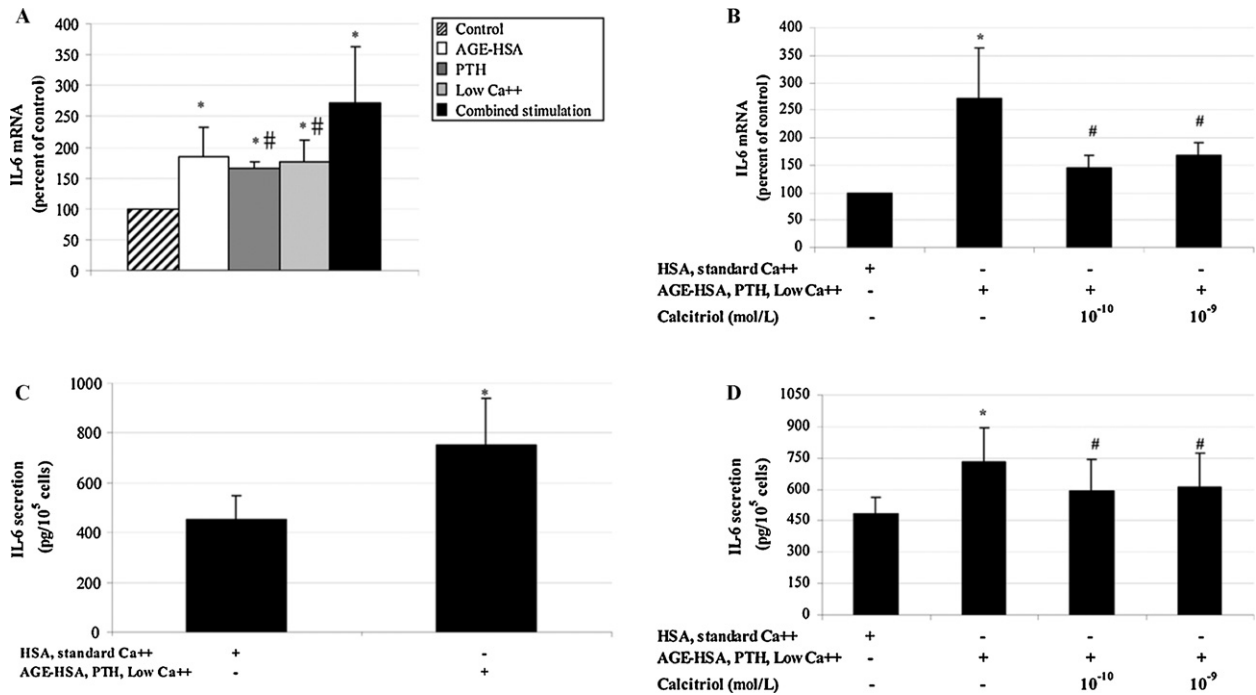 A
IL-6 mRNA
(percent of control)
400
350
300
250
200
150
100
50
0
*
* #
* #
*
Control
AGE-HSA
PTH
Low Ca++
Combined stimulation
B
IL-6 mRNA
(percent of control)
400
350
300
250
200
150
100
50
0
*
#
#
HSA, standard Ca++ + - - -
AGE-HSA, PTH, Low Ca++ - + + +
Calcitriol (mol/L) - - 10⁻¹⁰ 10⁻⁹
C
IL-6 secretion
(pg/10⁵ cells)
1000
800
600
400
200
0
*
HSA, standard Ca++ + -
AGE-HSA, PTH, Low Ca++ - +
D
IL-6 secretion
(pg/10⁵ cells)
1050
900
750
600
450
300
150
0
*
#
#
HSA, standard Ca++ + - - -
AGE-HSA, PTH, Low Ca++ - + + +
Calcitriol (mol/L) - - 10⁻¹⁰ 10⁻⁹